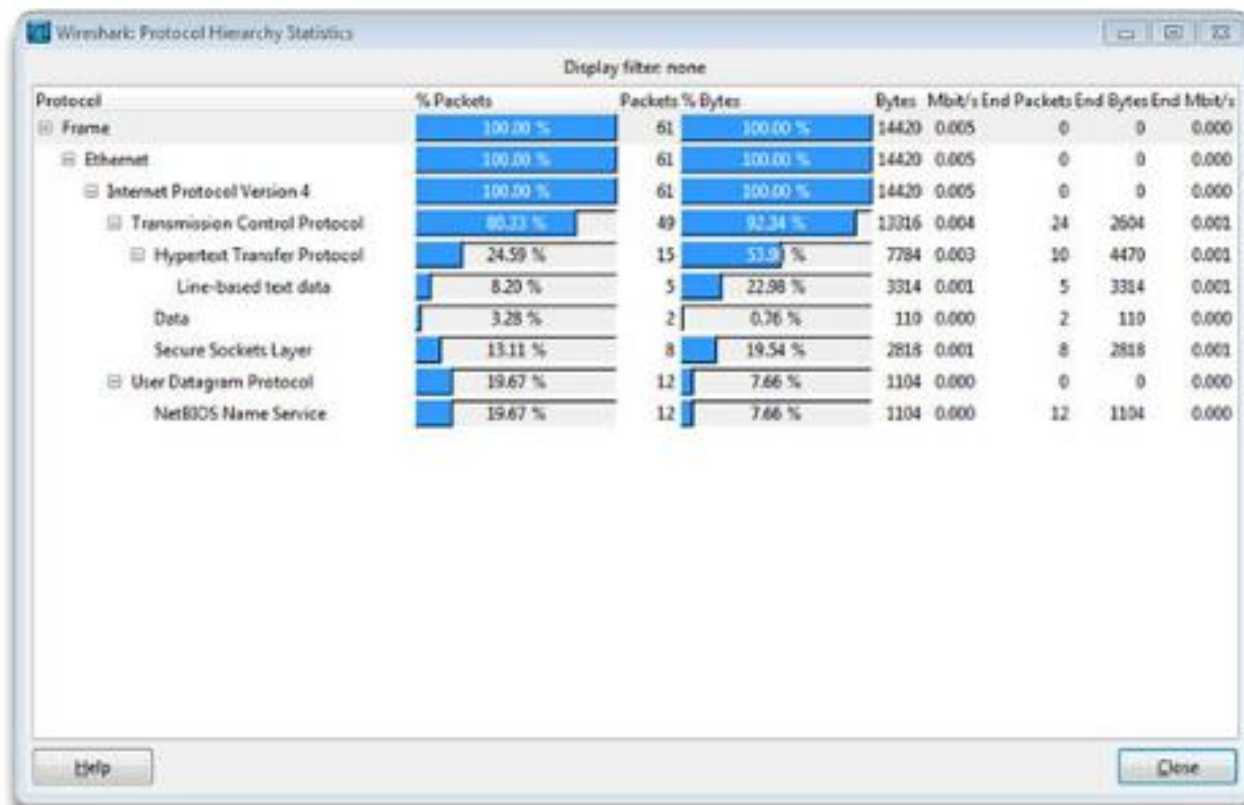 Wireshark: Protocol Hierarchy Statistics
Display filter: none
Protocol % Packets Packets % Bytes Bytes Mbit/s End Packets End Bytes End Mbit/s
Frame 100.00 % 61 100.00 % 14420 0.005 0 0 0.000
Ethernet 100.00 % 61 100.00 % 14420 0.005 0 0 0.000
Internet Protocol Version 4 100.00 % 61 100.00 % 14420 0.005 0 0 0.000
Transmission Control Protocol 80.33 % 49 92.34 % 13316 0.004 24 2604 0.001
Hypertext Transfer Protocol 24.59 % 15 % 7784 0.003 10 4470 0.001
Line-based text data 8.20 % 5 22.98 % 3314 0.001 5 3314 0.001
Data 3.28 % 2 0.76 % 110 0.000 2 110 0.000
Secure Sockets Layer 13.11 % 8 19.54 % 2818 0.001 8 2818 0.001
User Datagram Protocol 19.67 % 12 7.66 % 1104 0.000 0 0 0.000
NetBIOS Name Service 19.67 % 12 7.66 % 1104 0.000 12 1104 0.000
Help Close